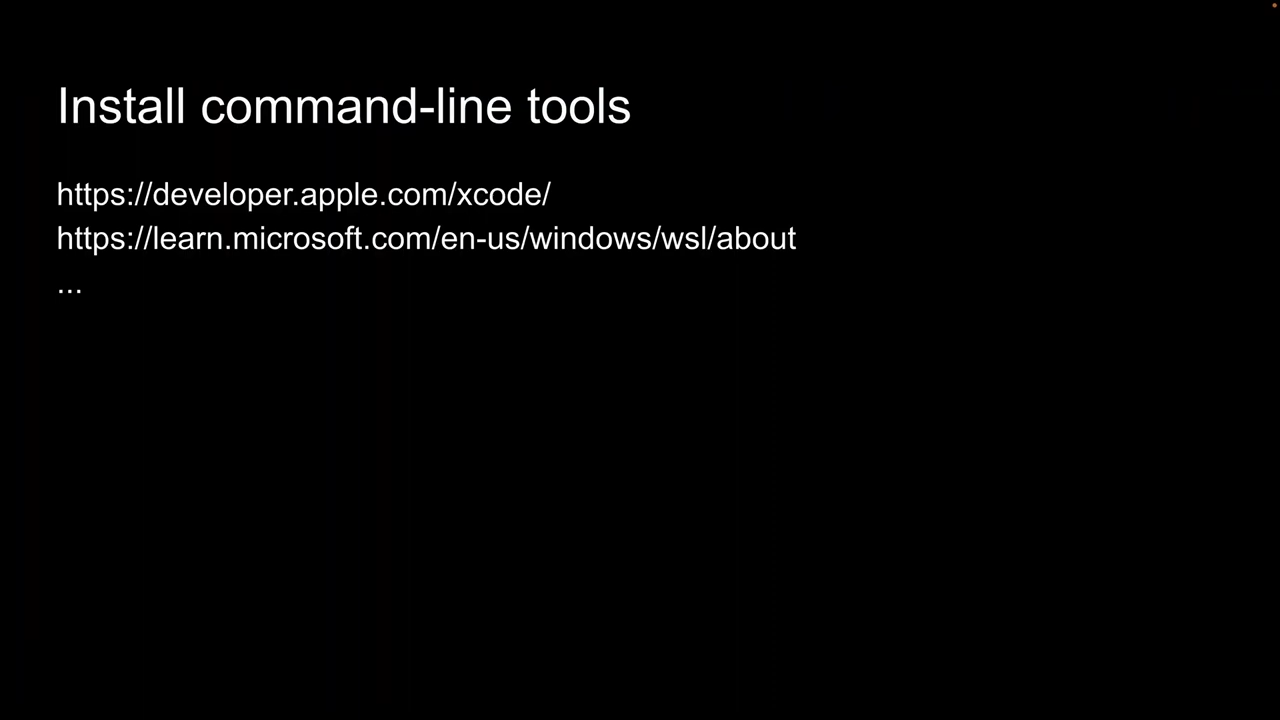 Install command-line tools
https://developer.apple.com/xcode/
https://learn.microsoft.com/en-us/windows/wsl/about
...